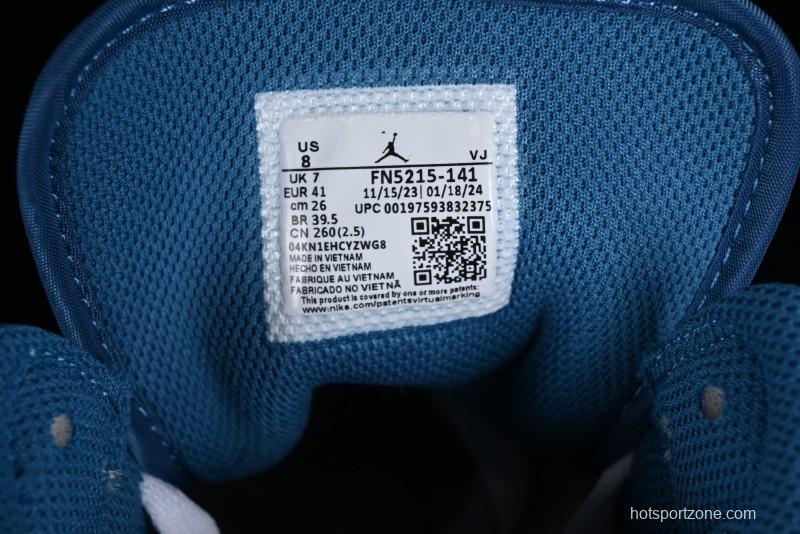 US
8
VJ
UK 7
FN5215-141
EUR 41
11/15/23| 01/18/24
cm 26
UPC 00197593832375
BR 39.5
CN 260(2.5)
04KN1EHCYZWG8
MADE IN VIETNAM
HECHO EN VIETNAM
FABRIQUE AU VIETNAM
FABRICADO NO VIETNÃ
This product is covered by one or more patents:
www.nike.com/patentsvirtualmarking
hotsportzone.com